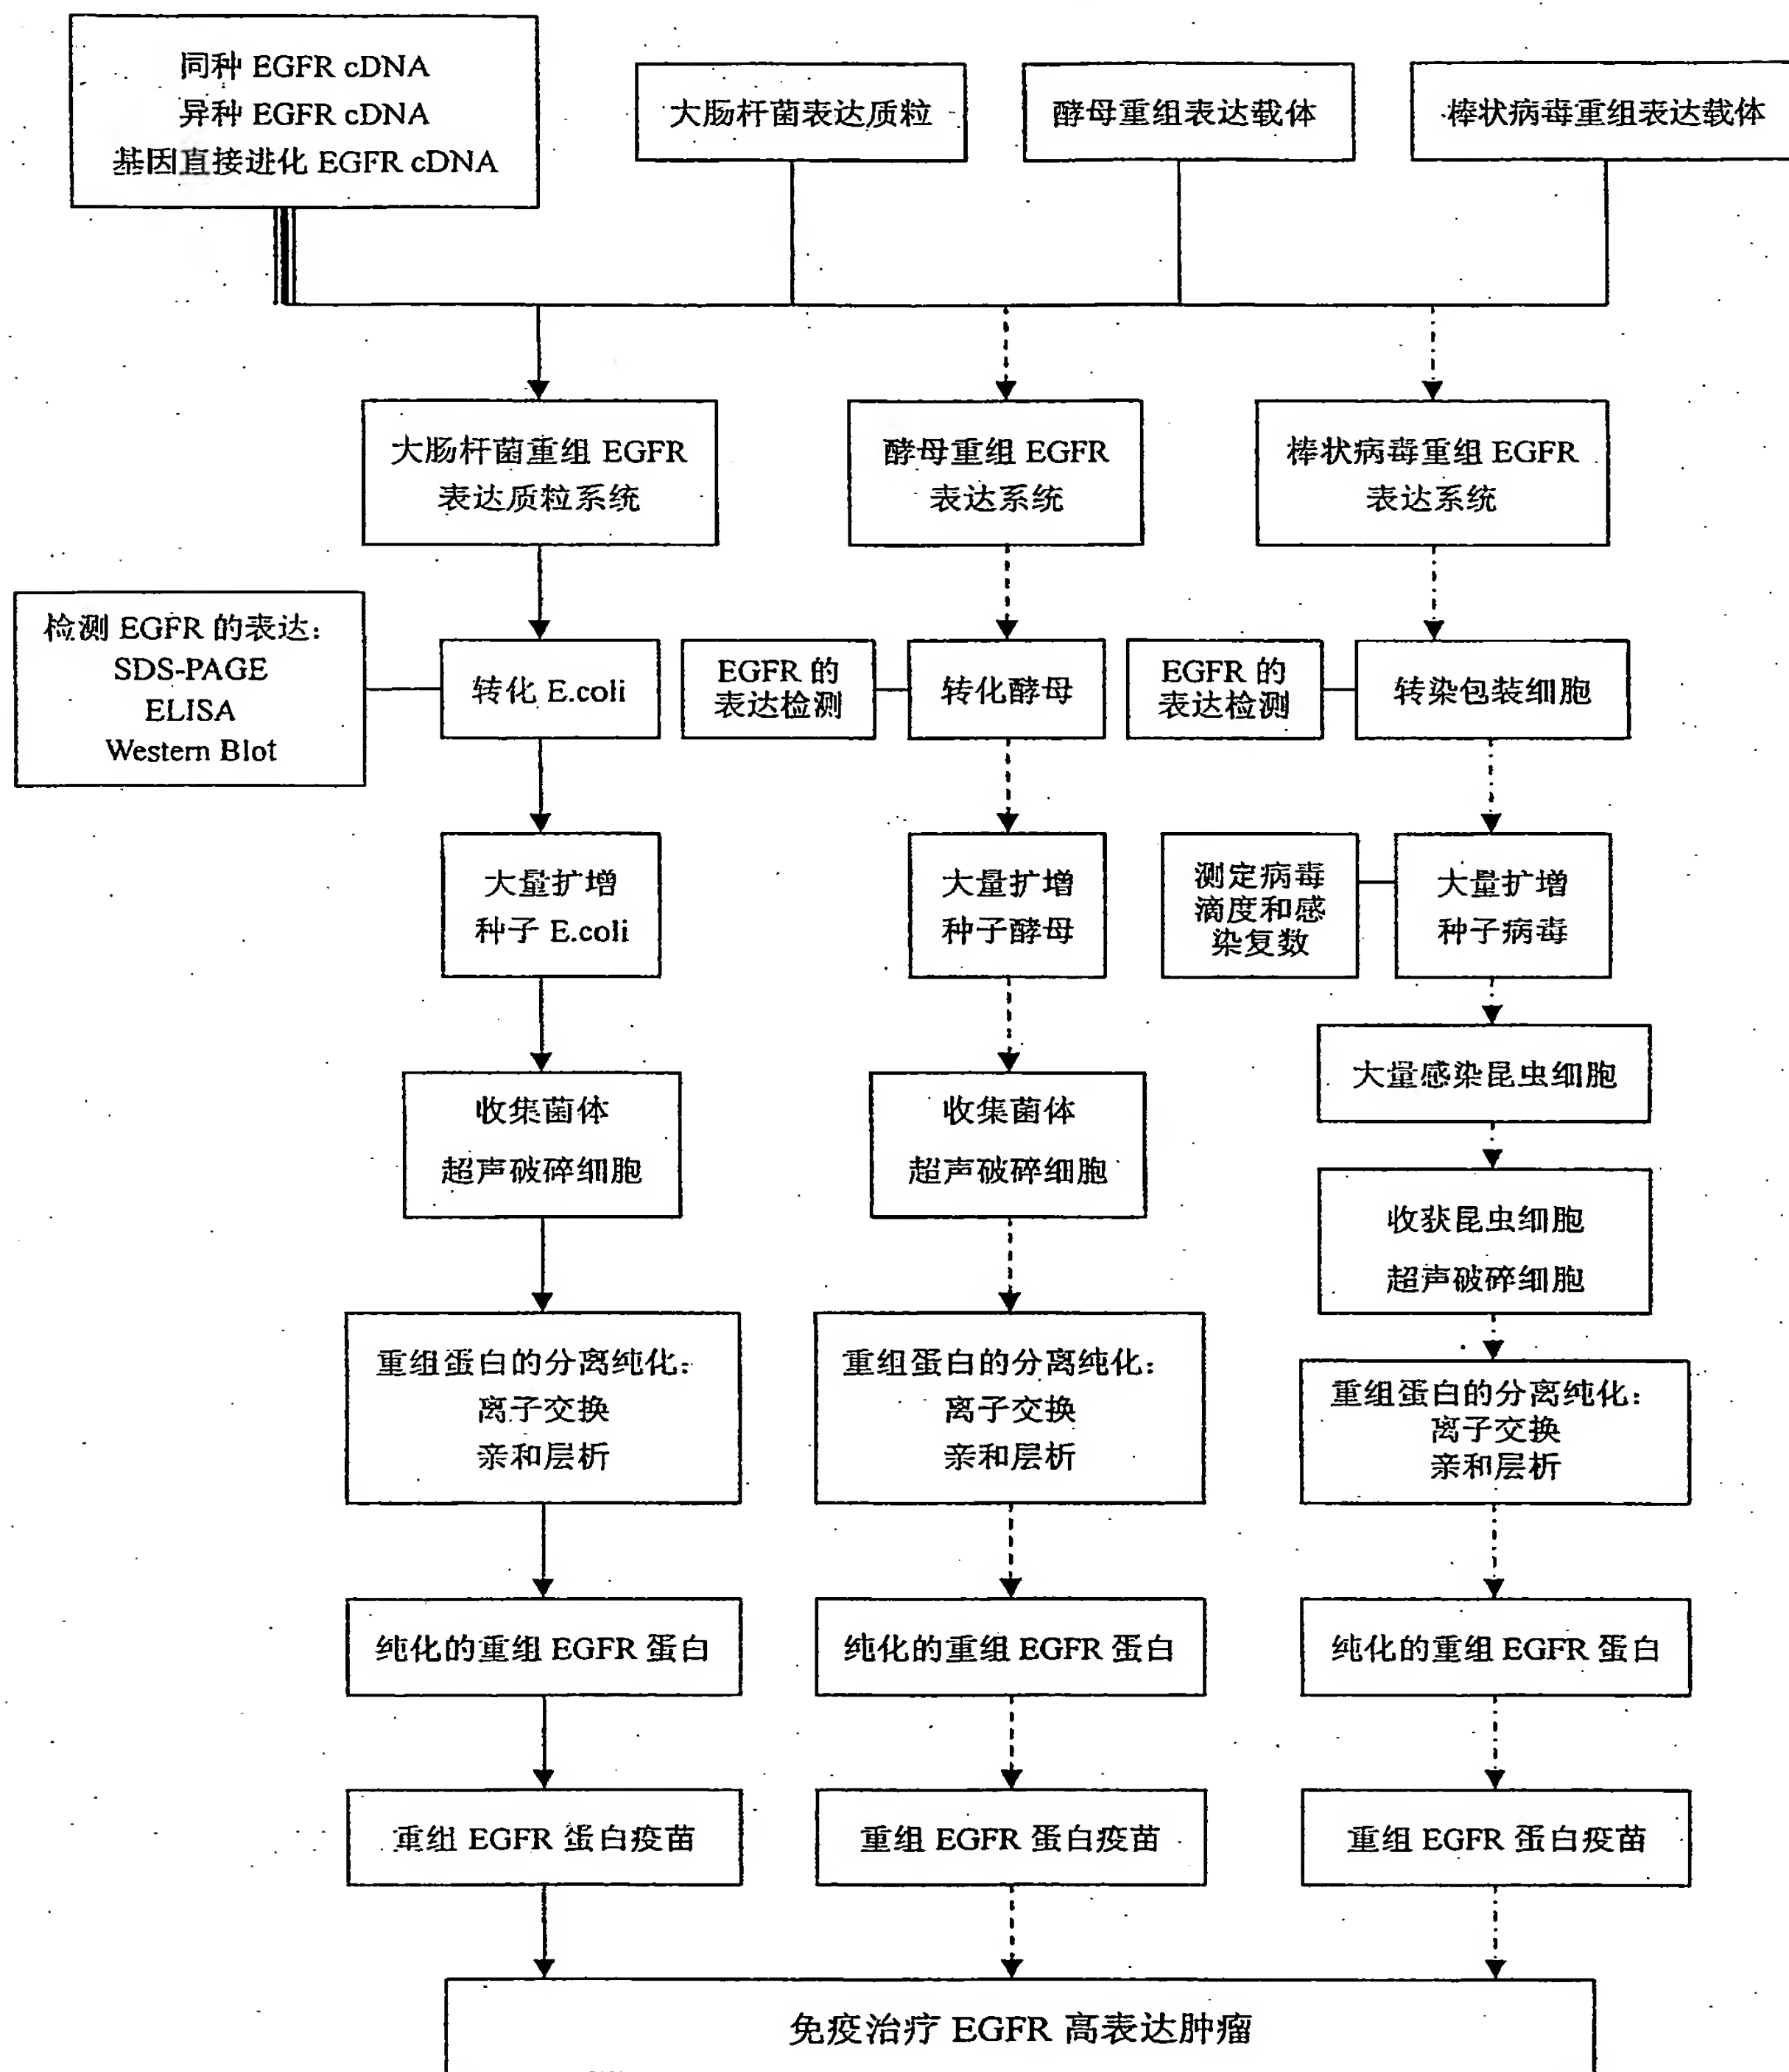 同种 EGFR cDNA
异种 EGFR cDNA
基因直接进化 EGFR cDNA
大肠杆菌表达质粒
酵母重组表达载体
棒状病毒重组表达载体
大肠杆菌重组 EGFR
表达质粒系统
酵母重组 EGFR
表达系统
棒状病毒重组 EGFR
表达系统
检测 EGFR 的表达：
SDS-PAGE
ELISA
Western Blot
转化 E.coli
EGFR 的
表达检测
转化酵母
EGFR 的
表达检测
转染包装细胞
大量扩增
种子 E.coli
大量扩增
种子酵母
测定病毒
滴度和感
染复数
大量扩增
种子病毒
大量感染昆虫细胞
收集菌体
超声破碎细胞
收集菌体
超声破碎细胞
收获昆虫细胞
超声破碎细胞
重组蛋白的分离纯化：
离子交换
亲和层析
重组蛋白的分离纯化：
离子交换
亲和层析
重组蛋白的分离纯化：
离子交换
亲和层析
纯化的重组 EGFR 蛋白
纯化的重组 EGFR 蛋白
纯化的重组 EGFR 蛋白
重组 EGFR 蛋白疫苗
重组 EGFR 蛋白疫苗
重组 EGFR 蛋白疫苗
免疫治疗 EGFR 高表达肿瘤